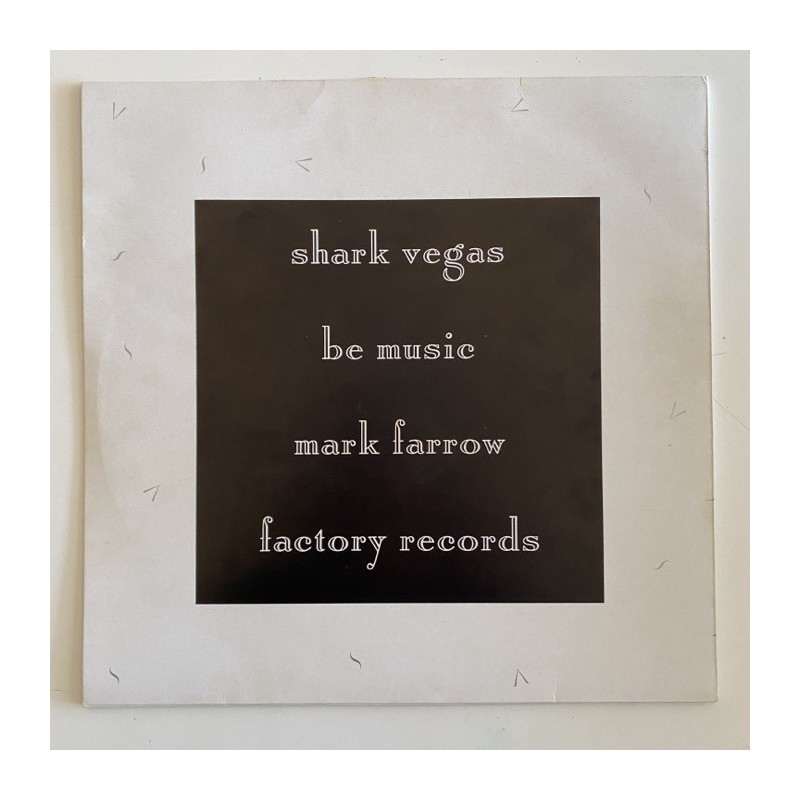 shark vegas
be music
mark farrow
factory records